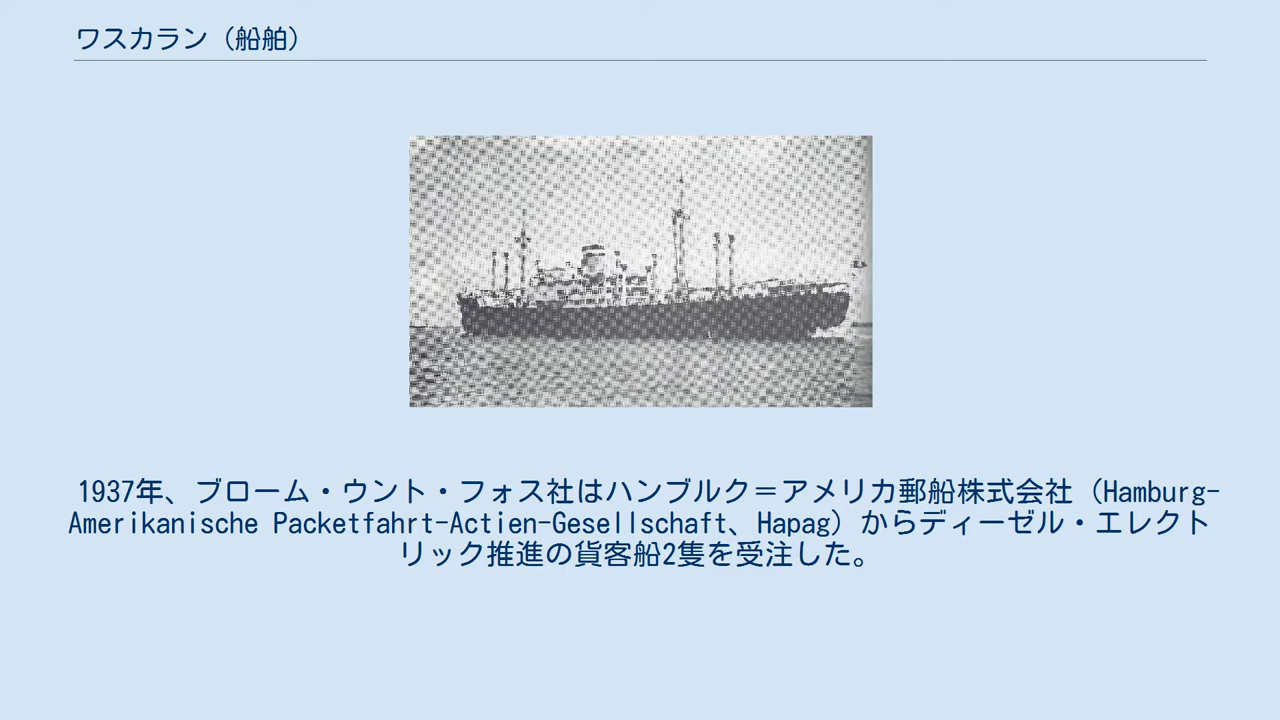 ワスカラン（船舶）
1937年、ブローム・ウント・フォス社はハンブルク＝アメリカ郵船株式会社（Hamburg-
Amerikanische Packetfahrt-Actien-Gesellschaft、Hapag）からディーゼル・エレクト
リック推進の貨客船2隻を受注した。